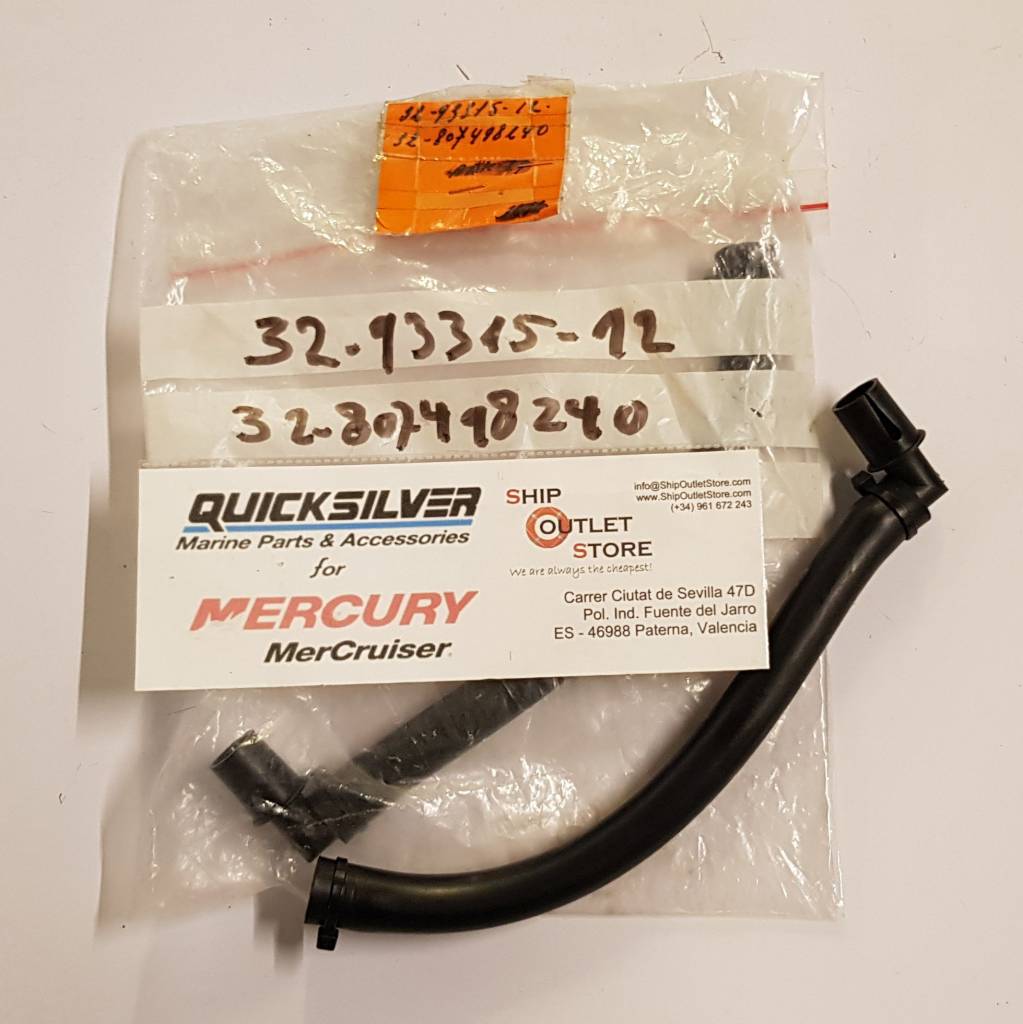 32-93315-12.
32-807498240
32-93315-12
32-807498240
QUICKSILVER
Marine Parts & Accessories
for
MERCURY
MerCruiser
SHIP
OUTLET
STORE
We are always the cheapest!
info@ShipOutletStore.com
www.ShipOutletStore.com
(+34) 961 672 243
Carrer Ciutat de Sevilla 47D
Pol. Ind. Fuente del Jarro
ES - 46988 Paterna, Valencia